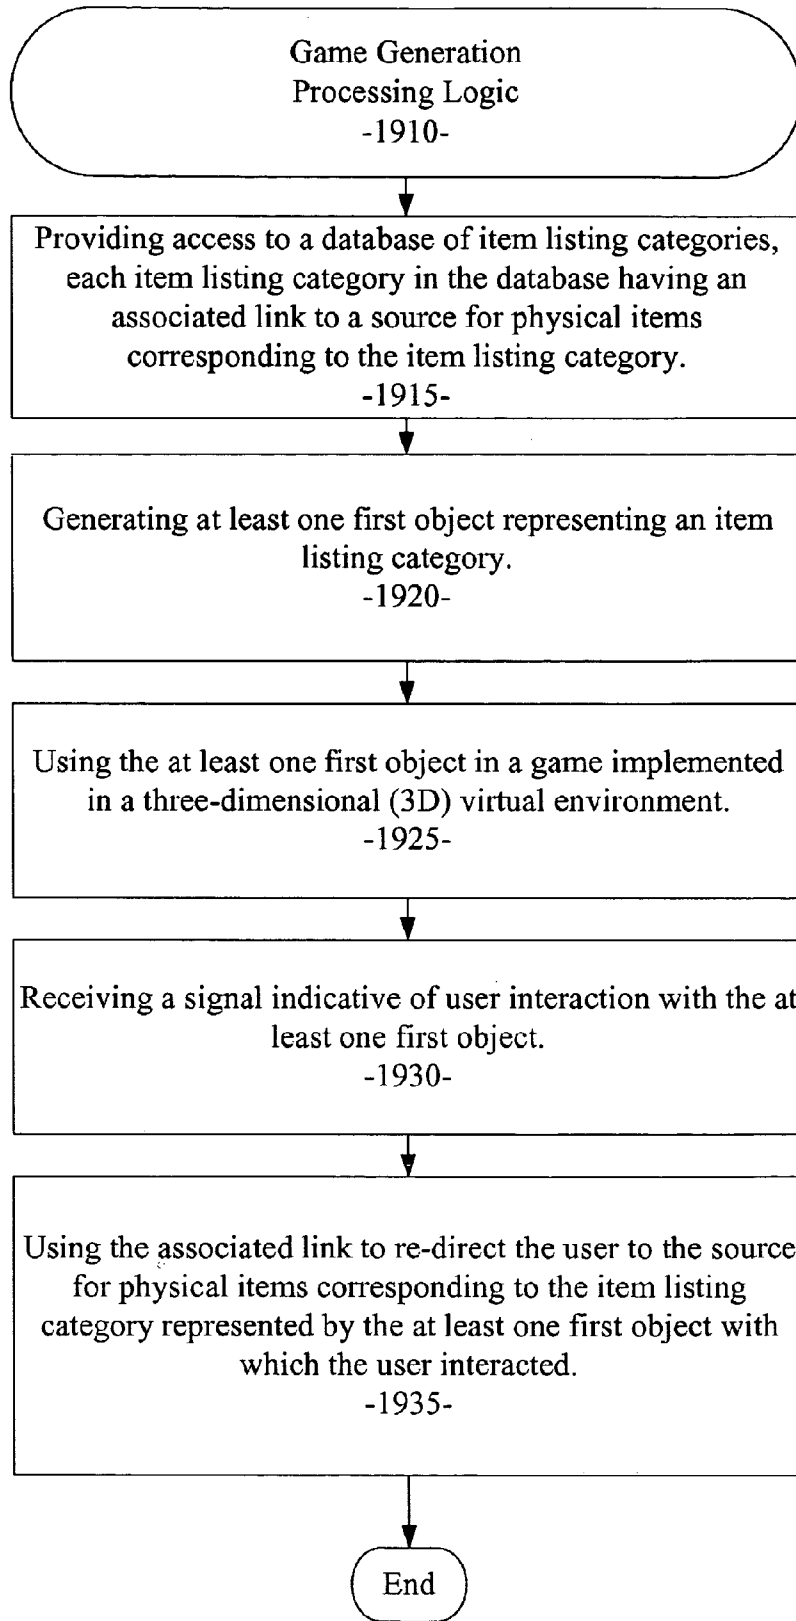 Game Generation
Processing Logic
-1910-
Providing access to a database of item listing categories,
each item listing category in the database having an
associated link to a source for physical items
corresponding to the item listing category.
-1915-
Generating at least one first object representing an item
listing category.
-1920-
Using the at least one first object in a game implemented
in a three-dimensional (3D) virtual environment.
-1925-
Receiving a signal indicative of user interaction with the at
least one first object.
-1930-
Using the associated link to re-direct the user to the source
for physical items corresponding to the item listing
category represented by the at least one first object with
which the user interacted.
-1935-
End